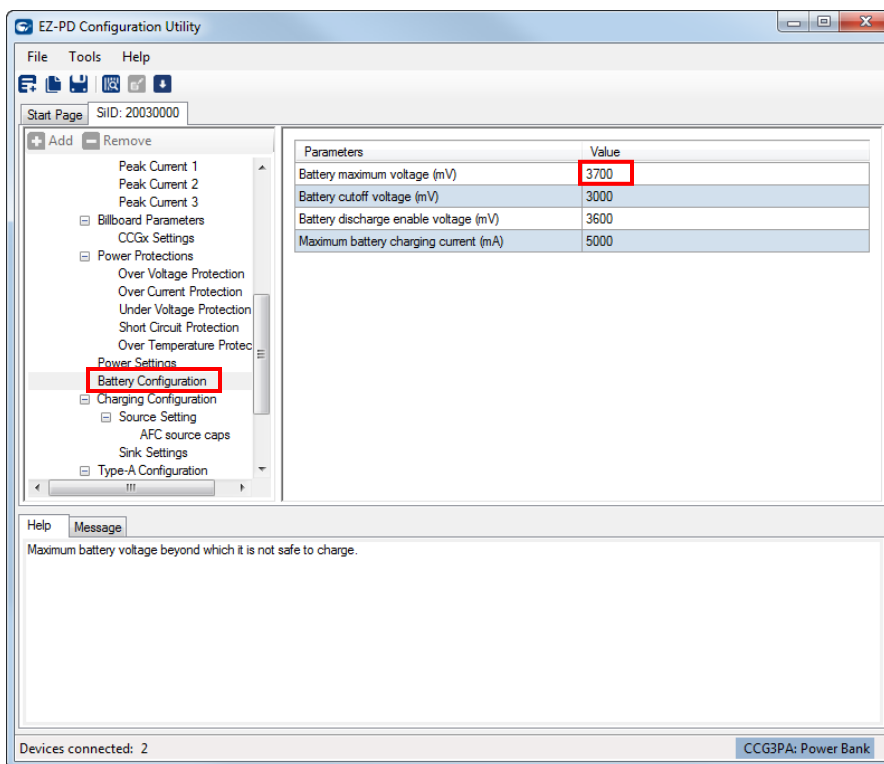 EZ-PD Configuration Utility
File Tools Help
Start Page SilD: 20030000
Add Remove
Peak Current 1
Peak Current 2
Peak Current 3
Billboard Parameters
CCGx Settings
Power Protections
Over Voltage Protection
Over Current Protection
Under Voltage Protection
Short Circuit Protection
Over Temperature Protec
Power Settings
Battery Configuration
Charging Configuration
Source Setting
AFC source caps
Sink Settings
Type-A Configuration
Parameters Value
Battery maximum voltage (mV) 3700
Battery cutoff voltage (mV) 3000
Battery discharge enable voltage (mV) 3600
Maximum battery charging current (mA) 5000
Help Message
Maximum battery voltage beyond which it is not safe to charge.
Devices connected: 2 CCG3PA: Power Bank